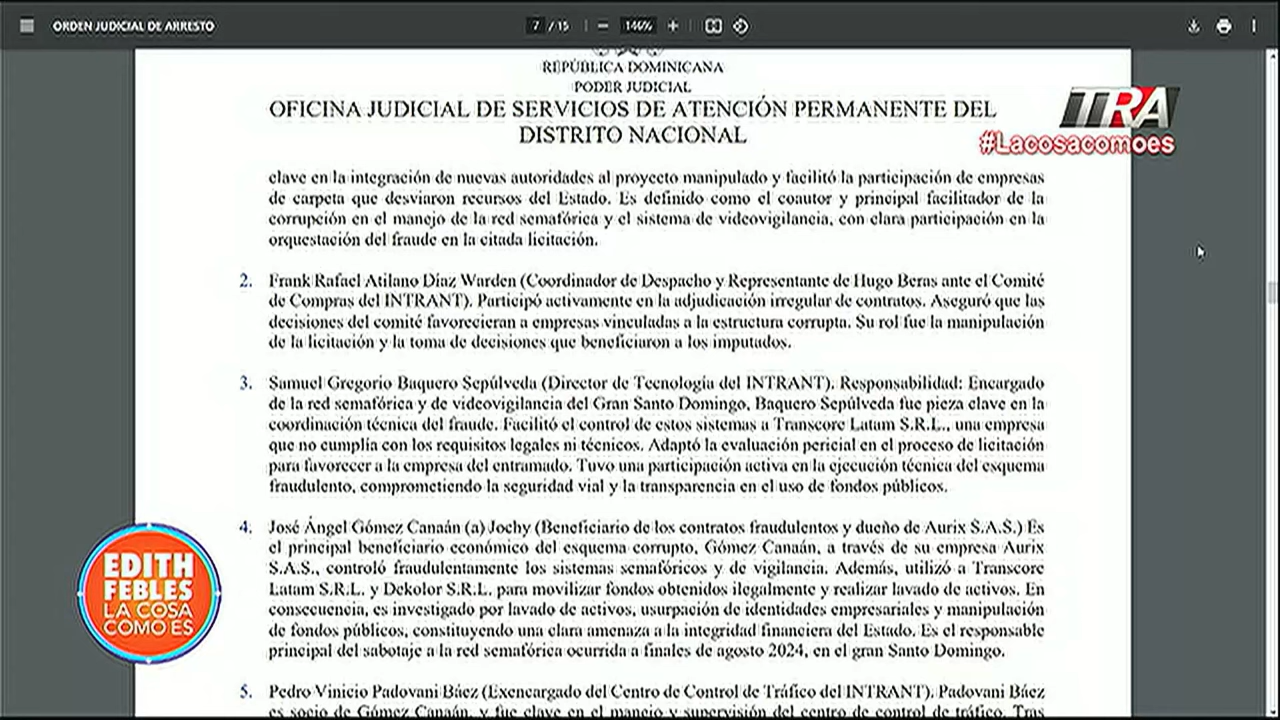 ORDEN JUDICIAL DE ARRESTO
7 / 15
146%
REPÚBLICA DOMINICANA
PODER JUDICIAL
OFICINA JUDICIAL DE SERVICIOS DE ATENCIÓN PERMANENTE DEL
DISTRITO NACIONAL
TRA
#Lacosacomoes
clave en la integración de nuevas autoridades al proyecto manipulado y facilitó la participación de empresas
de carpeta que desviaron recursos del Estado. Es definido como el coautor y principal facilitador de la
corrupción en el manejo de la red semafórica y el sistema de videovigilancia, con clara participación en la
orquestación del fraude en la citada licitación.
2. Frank Rafael Atilano Díaz Warden (Coordinador de Despacho y Representante de Hugo Beras ante el Comité
de Compras del INTRANT). Participó activamente en la adjudicación irregular de contratos. Aseguró que las
decisiones del comité favorecieran a empresas vinculadas a la estructura corrupta. Su rol fue la manipulación
de la licitación y la toma de decisiones que beneficiaron a los imputados.
3. Samuel Gregorio Baquero Sepúlveda (Director de Tecnología del INTRANT). Responsabilidad: Encargado
de la red semafórica y de videovigilancia del Gran Santo Domingo, Baquero Sepúlveda fue pieza clave en la
coordinación técnica del fraude. Facilitó el control de estos sistemas a Transcore Latam S.R.L., una empresa
que no cumplía con los requisitos legales ni técnicos. Adaptó la evaluación pericial en el proceso de licitación
para favorecer a la empresa del entramado. Tuvo una participación activa en la ejecución técnica del esquema
fraudulento, comprometiendo la seguridad vial y la transparencia en el uso de fondos públicos.
4. José Ángel Gómez Canaán (a) Jochy (Beneficiario de los contratos fraudulentos y dueño de Aurix S.A.S.) Es
el principal beneficiario económico del esquema corrupto, Gómez Canaán, a través de su empresa Aurix
S.A.S., controló fraudulentamente los sistemas semafóricos y de vigilancia. Además, utilizó a Transcore
Latam S.R.L. y Dekolor S.R.L. para movilizar fondos obtenidos ilegalmente y realizar lavado de activos. En
consecuencia, es investigado por lavado de activos, usurpación de identidades empresariales y manipulación
de fondos públicos, constituyendo una clara amenaza a la integridad financiera del Estado. Es el responsable
principal del sabotaje a la red semafórica ocurrida a finales de agosto 2024, en el gran Santo Domingo.
5. Pedro Vinicio Padovani Báez (Exencargado del Centro de Control de Tráfico del INTRANT). Padovani Báez
es socio de Gómez Canaán, y fue clave en el manejo y supervisión del centro de control de tráfico. Tras
EDITH
FEBLES
LA COSA
COMO ES